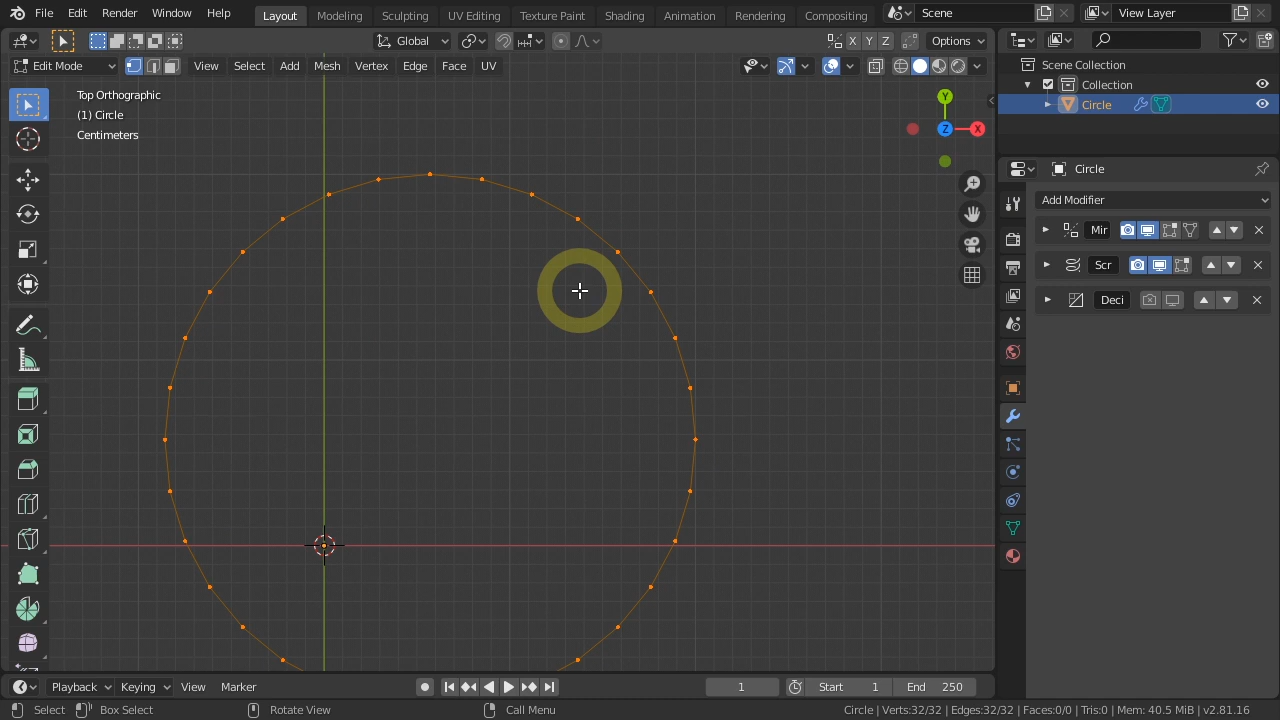 File Edit Render Window Help Layout Modeling Sculpting UV Editing Texture Paint Shading Animation Rendering Compositing Scene View Layer
Global X Y Z Options
Edit Mode View Select Add Mesh Vertex Edge Face UV
Top Orthographic
(1) Circle
Centimeters
Y
Z
X
Scene Collection
Collection
Circle
Circle
Add Modifier
Mir
Scr
Deci
Playback Keying View Marker 1 Start 1 End 250
Select Box Select Rotate View Call Menu Circle | Verts:32/32 | Edges:32/32 | Faces:0/0 | Tris:0 | Mem: 40.5 MiB | v2.81.16